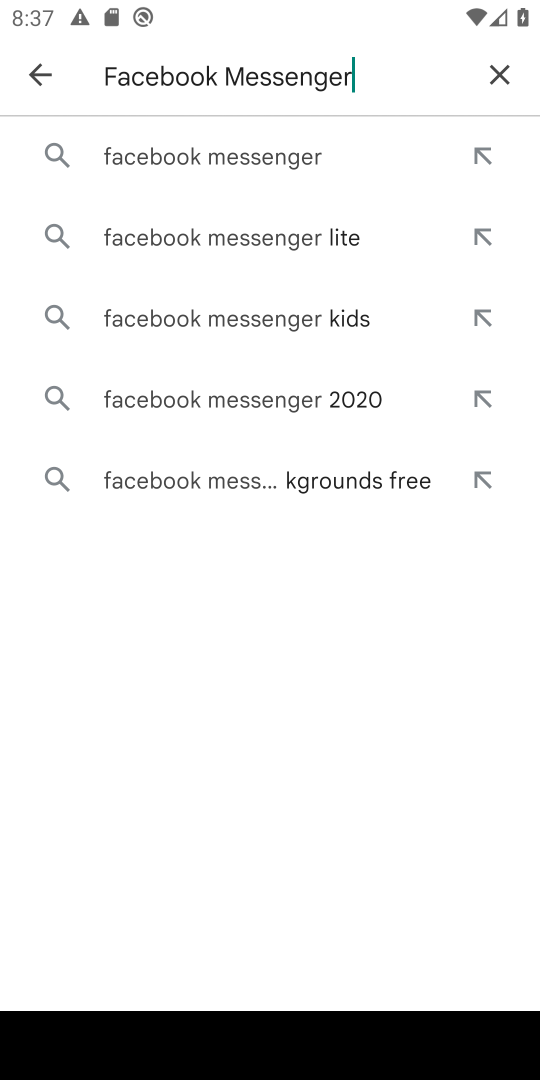 8:37
Facebook Messenger
facebook messenger
facebook messenger lite
facebook messenger kids
facebook messenger 2020
facebook mess... kgrounds free